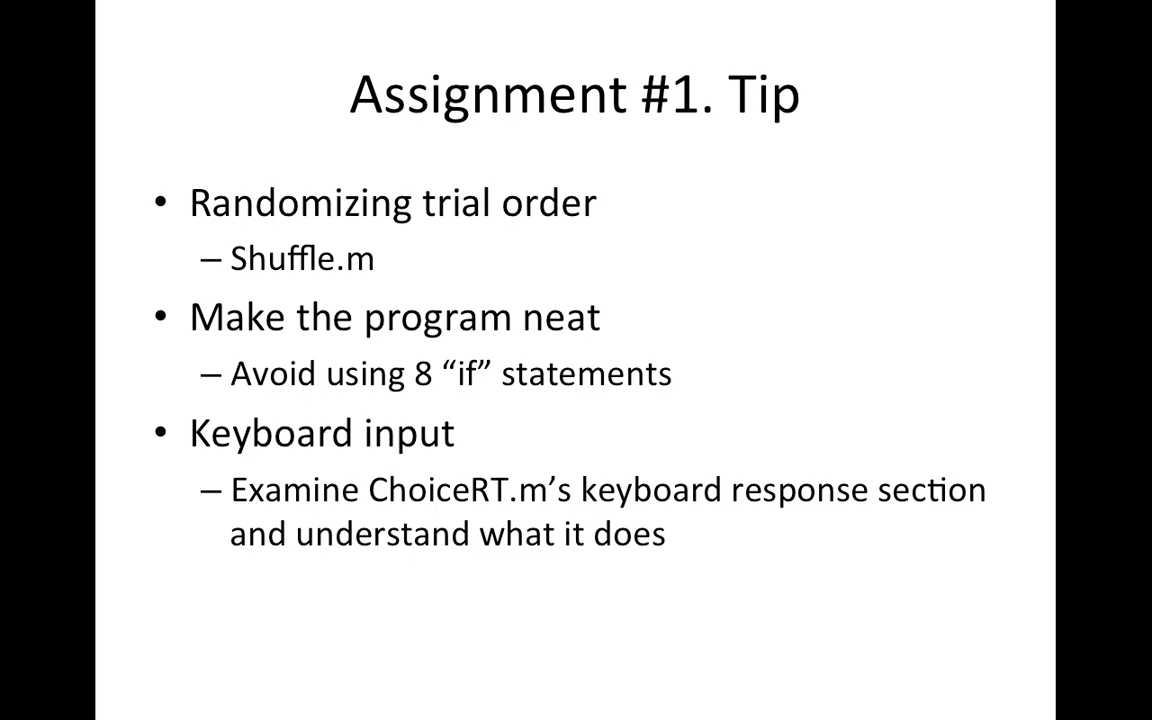 Assignment #1. Tip
• Randomizing trial order
– Shuffle.m
• Make the program neat
– Avoid using 8 “if” statements
• Keyboard input
– Examine ChoiceRT.m’s keyboard response section
and understand what it does